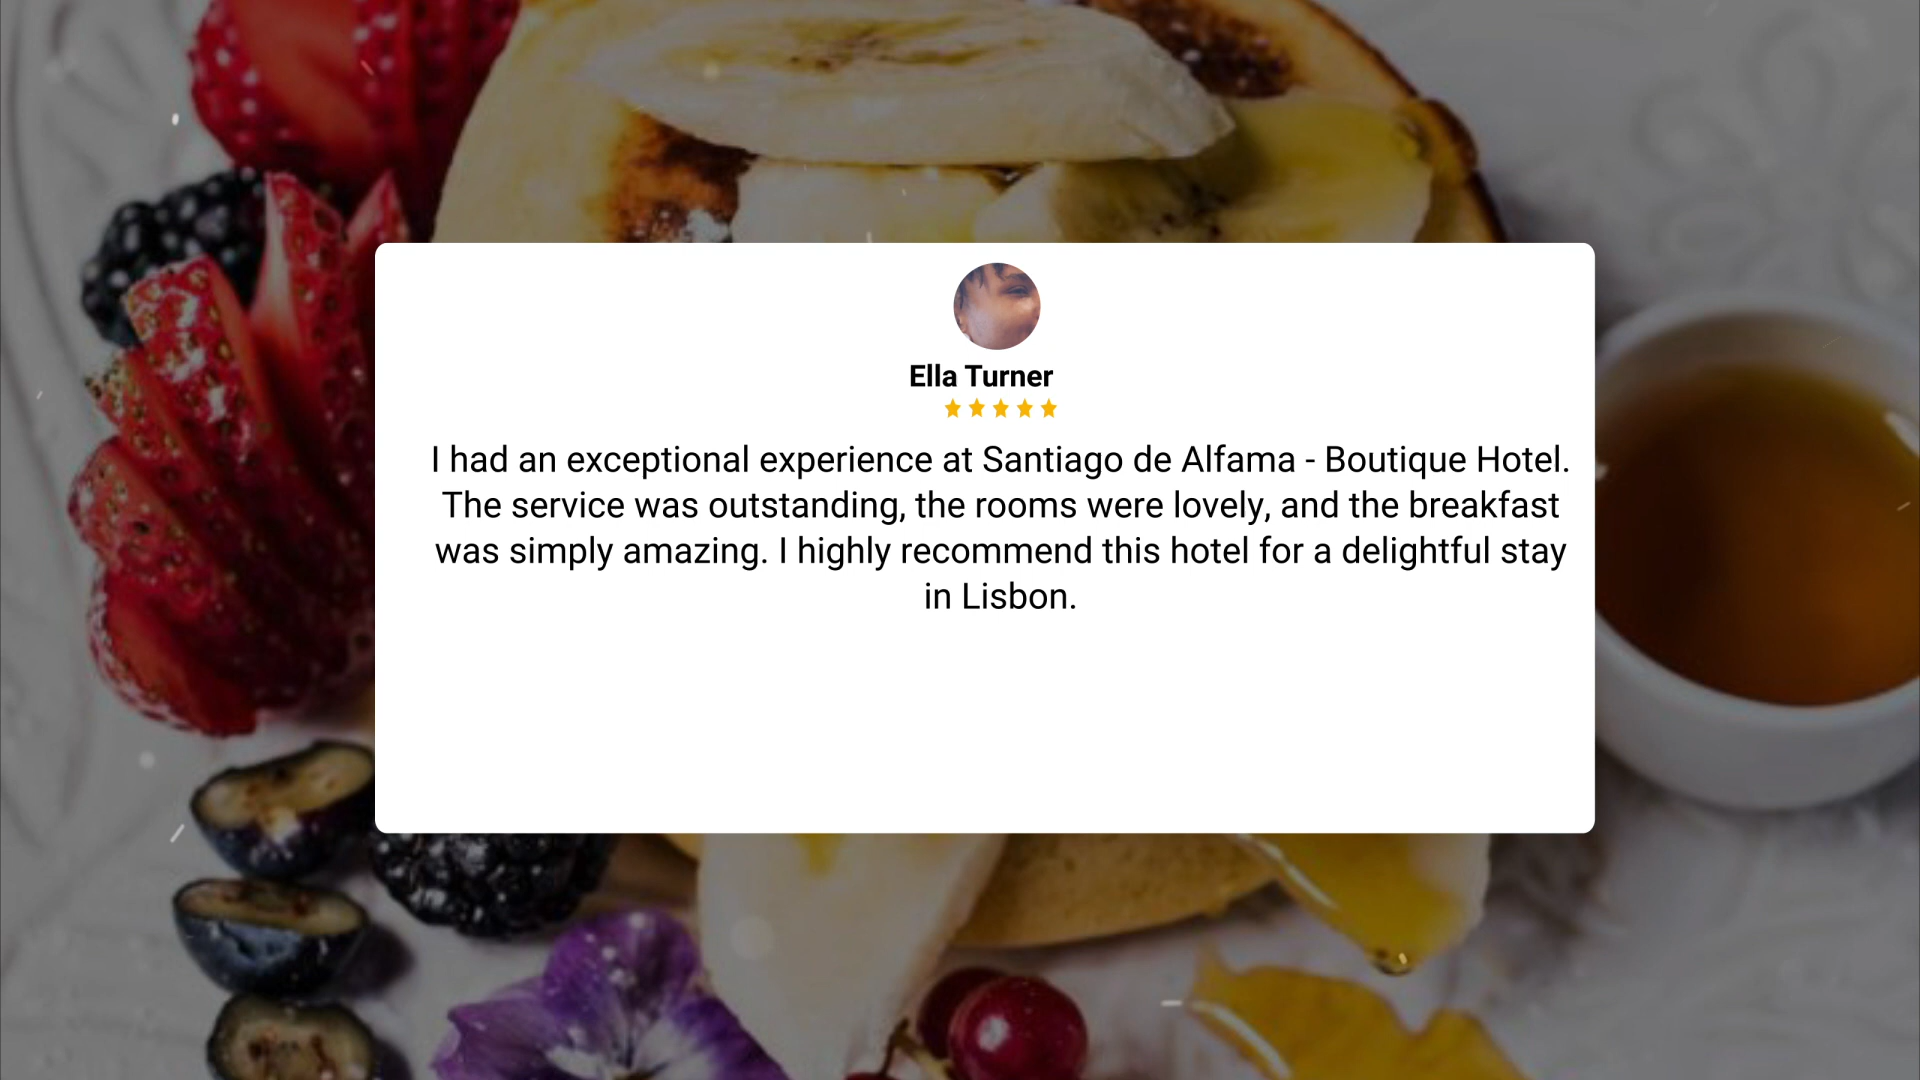 Ella Turner
I had an exceptional experience at Santiago de Alfama - Boutique Hotel.
The service was outstanding, the rooms were lovely, and the breakfast
was simply amazing. I highly recommend this hotel for a delightful stay
in Lisbon.